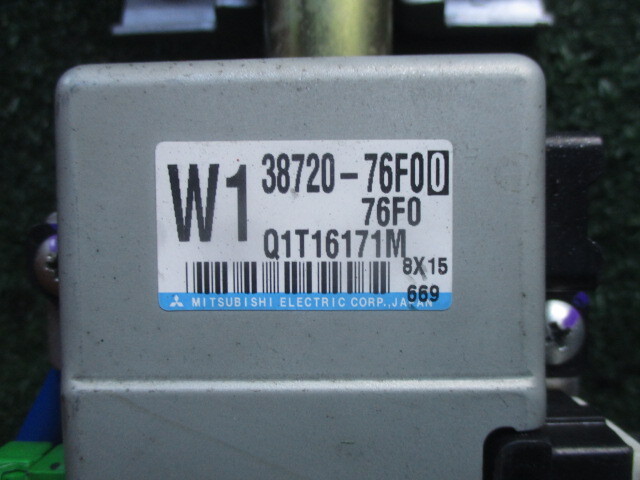 W1 38720-76F00
76F0
Q1T16171M
8X15
669
MITSUBISHI ELECTRIC CORP., JAPAN